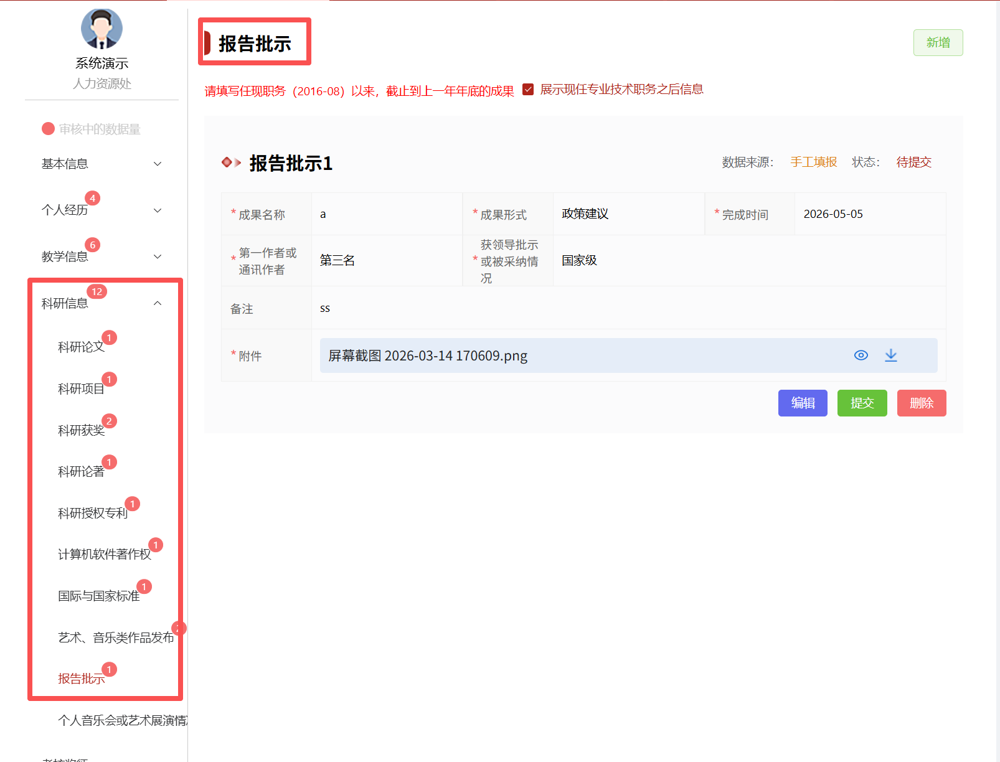 系统演示
人力资源处
审核中的数据量
基本信息
个人经历 4
教学信息 6
科研信息 12
科研论文 1
科研项目 1
科研获奖 2
科研论著 1
科研授权专利 1
计算机软件著作权 1
国际与国家标准 1
艺术、音乐类作品发布 2
报告批示 1
个人音乐会或艺术展演情
报告批示
新增
请填写任现职务（2016-08）以来，截止到上一年年底的成果 展示现任专业技术职务之后信息
报告批示1
数据来源： 手工填报 状态： 待提交
*成果名称 a *成果形式 政策建议 *完成时间 2026-05-05
*第一作者或通讯作者 第三名 *获领导批示或被采纳情况 国家级
备注 ss
*附件 屏幕截图 2026-03-14 170609.png
编辑 提交 删除